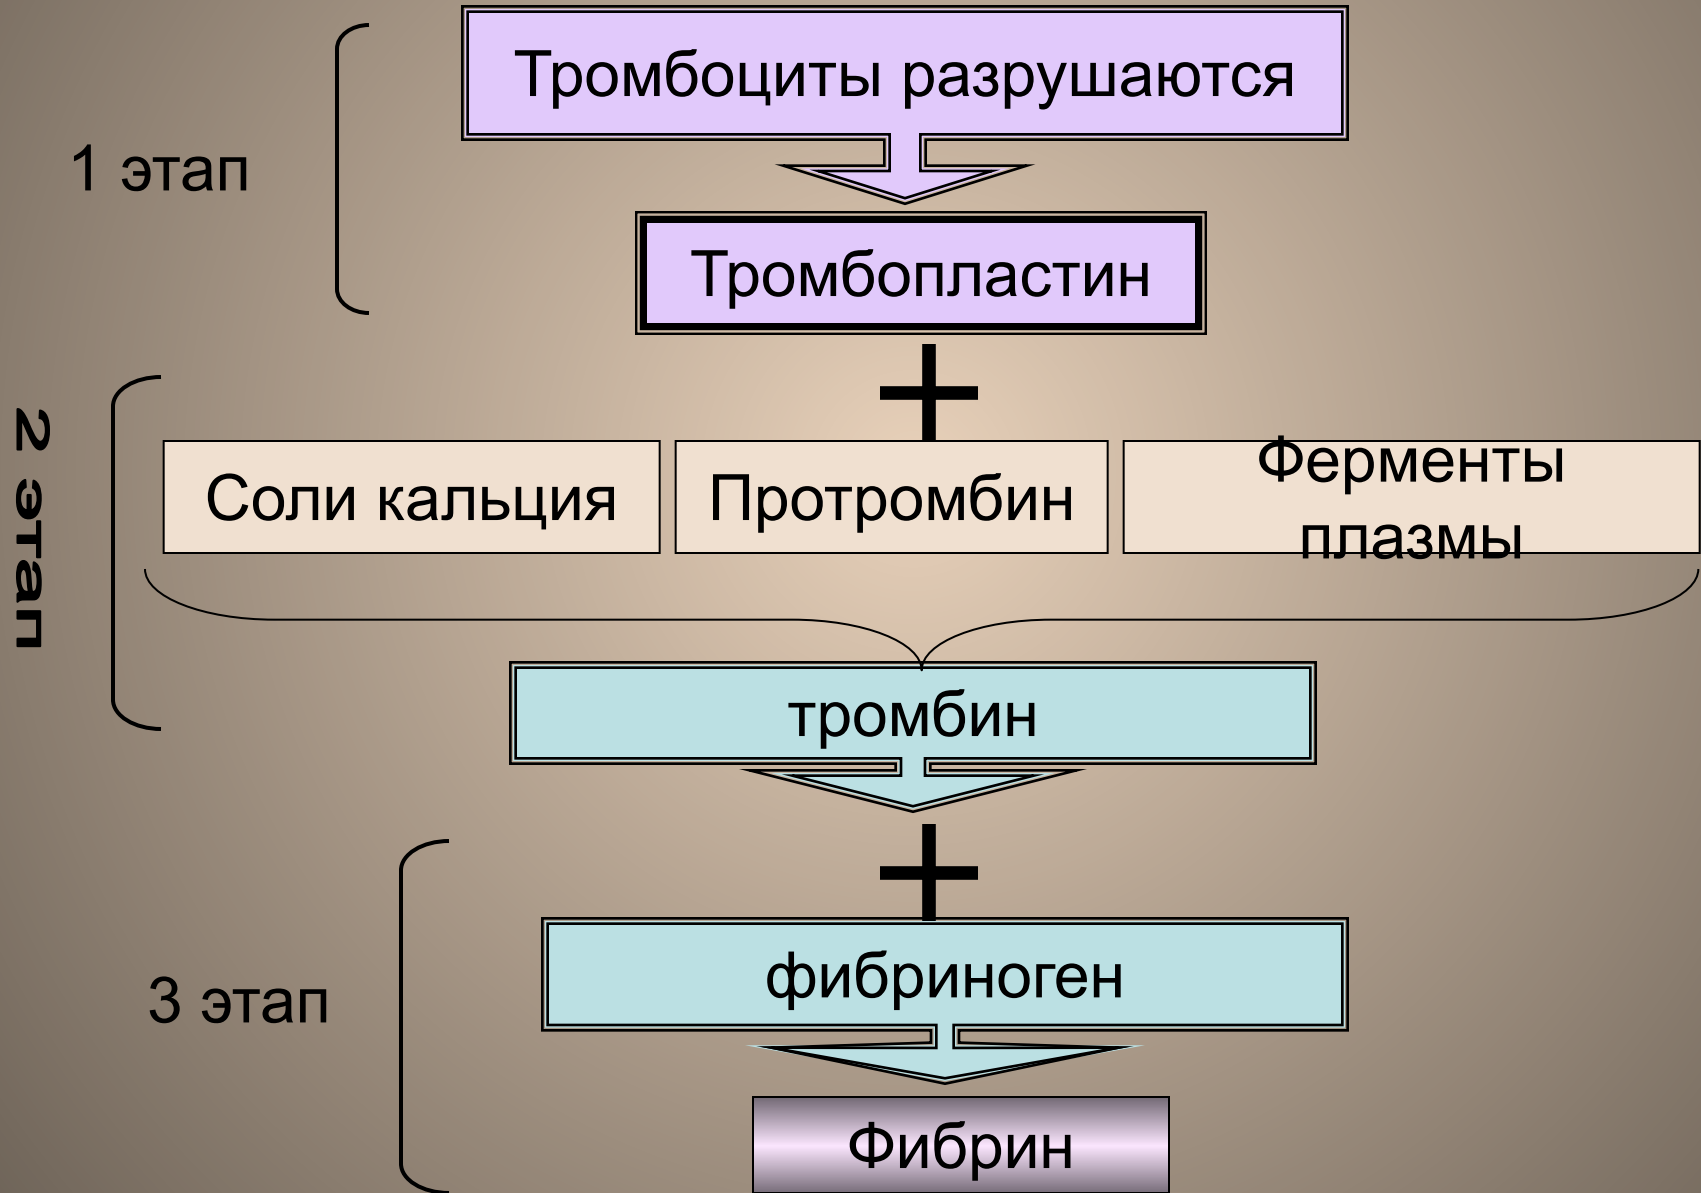 Тромбоциты разрушаются
1 этап
Тромбопластин
+
2 этап
Соли кальция
Протромбин
Ферменты
плазмы
тромбин
+
фибриноген
3 этап
Фибрин